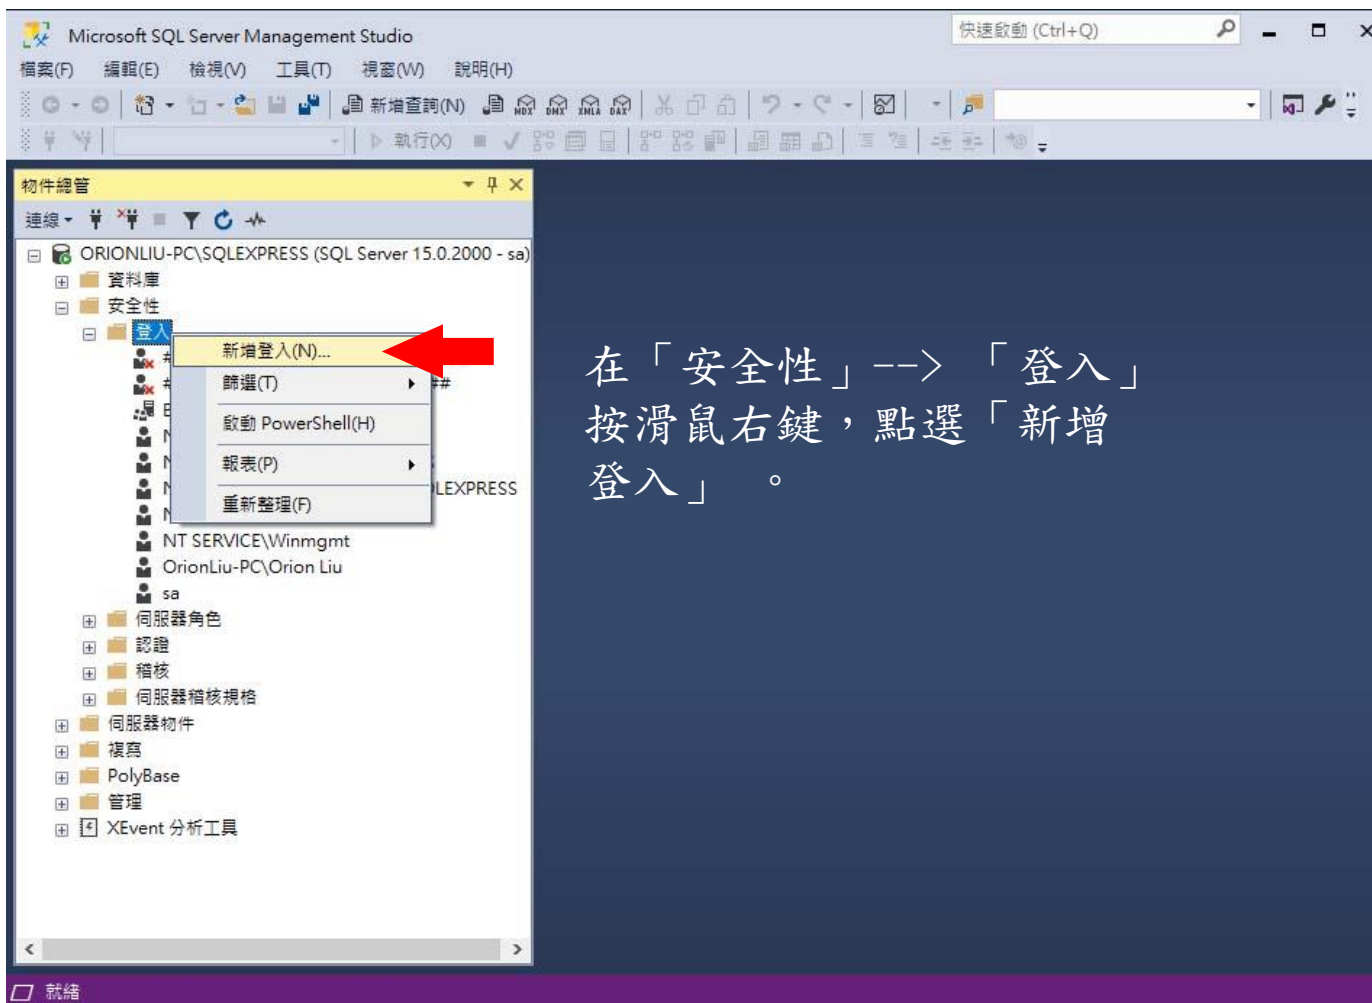 Microsoft SQL Server Management Studio
快速啟動 (Ctrl+Q)
檔案(F) 編輯(E) 檢視(V) 工具(T) 視窗(W) 說明(H)
新增查詢(N) MDX DMX XMLA DAX
執行(X)
物件總管
連線
ORIONLIU-PC\SQLEXPRESS (SQL Server 15.0.2000 - sa)
資料庫
安全性
登入
新增登入(N)...
篩選(T) ##
啟動 PowerShell(H)
報表(P)
LEXPRESS
重新整理(F)
NT SERVICE\Winmgmt
OrionLiu-PC\Orion Liu
sa
伺服器角色
認證
稽核
伺服器稽核規格
伺服器物件
複寫
PolyBase
管理
XEvent 分析工具
在「安全性」--> 「登入」
按滑鼠右鍵，點選「新增
登入」 。
就緒